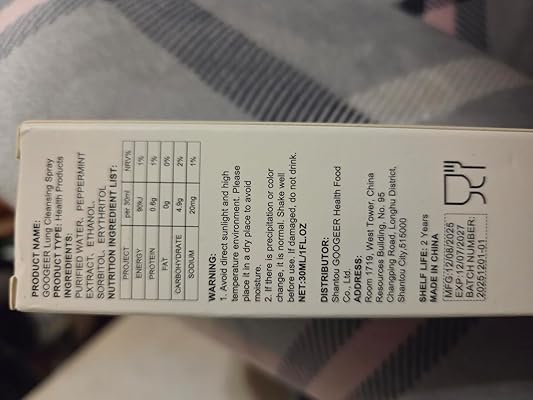 PRODUCT NAME:
GOOGEER Lung Cleansing Spray
PRODUCT TYPE: Health Products
INGREDIENTS:
PURIFIED WATER, PEPPERMINT
EXTRACT, ETHANOL,
SORBITOL, ERYTHRITOL
NUTRITION INGREDIENT LIST:
PROJECT per 30ml NRV%
ENERGY 90U 1%
PROTEIN 0.6g 1%
FAT 0g 0%
CARBOHYDRATE 4.9g 2%
SODIUM 20mg 1%
WARING:
1. Avoid direct sunlight and high
temperature environment. Please
place it in a dry place to avoid
moisture.
2. If there is precipitation or color
change, it is normal. Shake well
before use. If damaged, do not drink.
NET:30ML/1FL.OZ
DISTRIBUTOR:
Shantou GOOGEER Health Food
Co. Ltd.
ADDRESS:
Room 1719, West Tower, China
Resources Building, No. 95
Changping Road, Longhu District,
Shantou City,515000
SHELF LIFE: 2 Years
MADE IN CHINA
MFG:12/08/2025
EXP:12/07/2027
BATCH NUMBER:
20251201-01